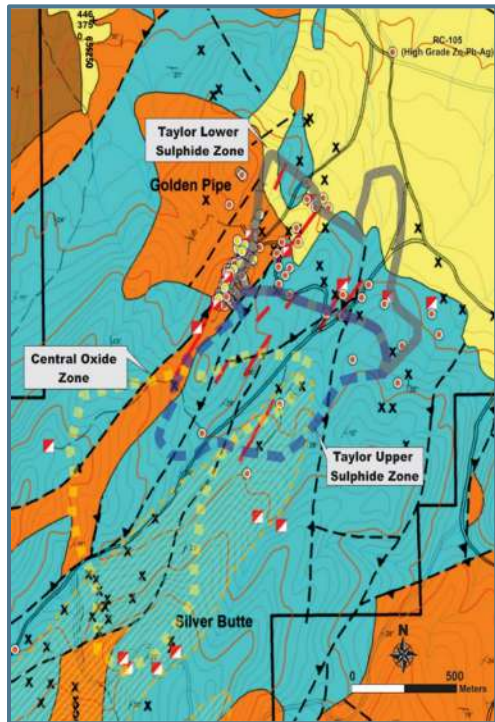 RC-105
(High Grade Zn-Pb-Ag)
Taylor Lower
Sulphide Zone
Golden Pipe
Central Oxide
Zone
Taylor Upper
Sulphide Zone
Silver Butte
N
0
500
Meters